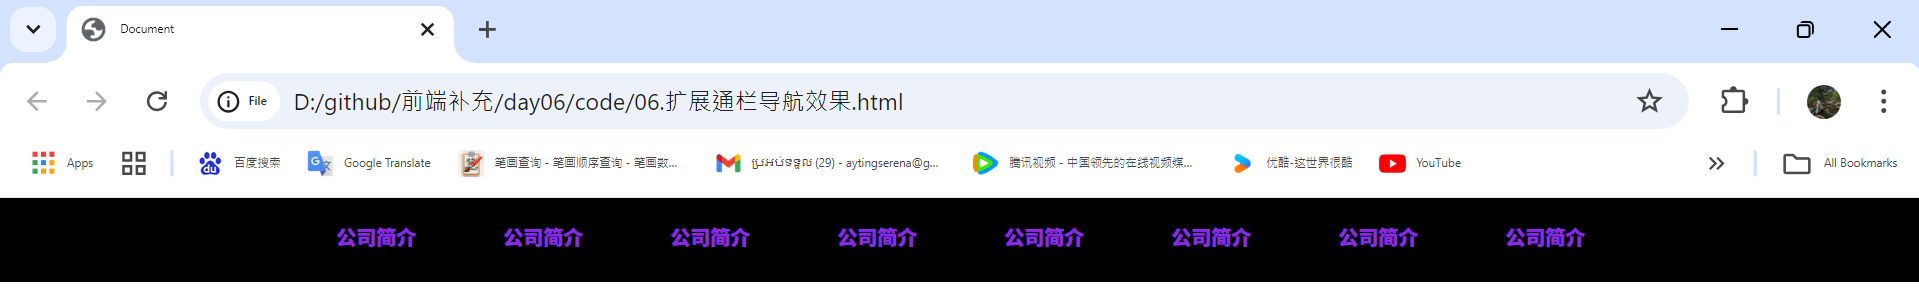 Document
File D:/github/前端补充/day06/code/06.扩展通栏导航效果.html
Apps 百度搜索 Google Translate 笔画查询 - 笔画顺序查询 - 笔画数... ប្រអប់ទទួល (29) - aytingserena@g... 腾讯视频 - 中国领先的在线视频媒... 优酷-这世界很酷 YouTube All Bookmarks
公司简介 公司简介 公司简介 公司简介 公司简介 公司简介 公司简介 公司简介